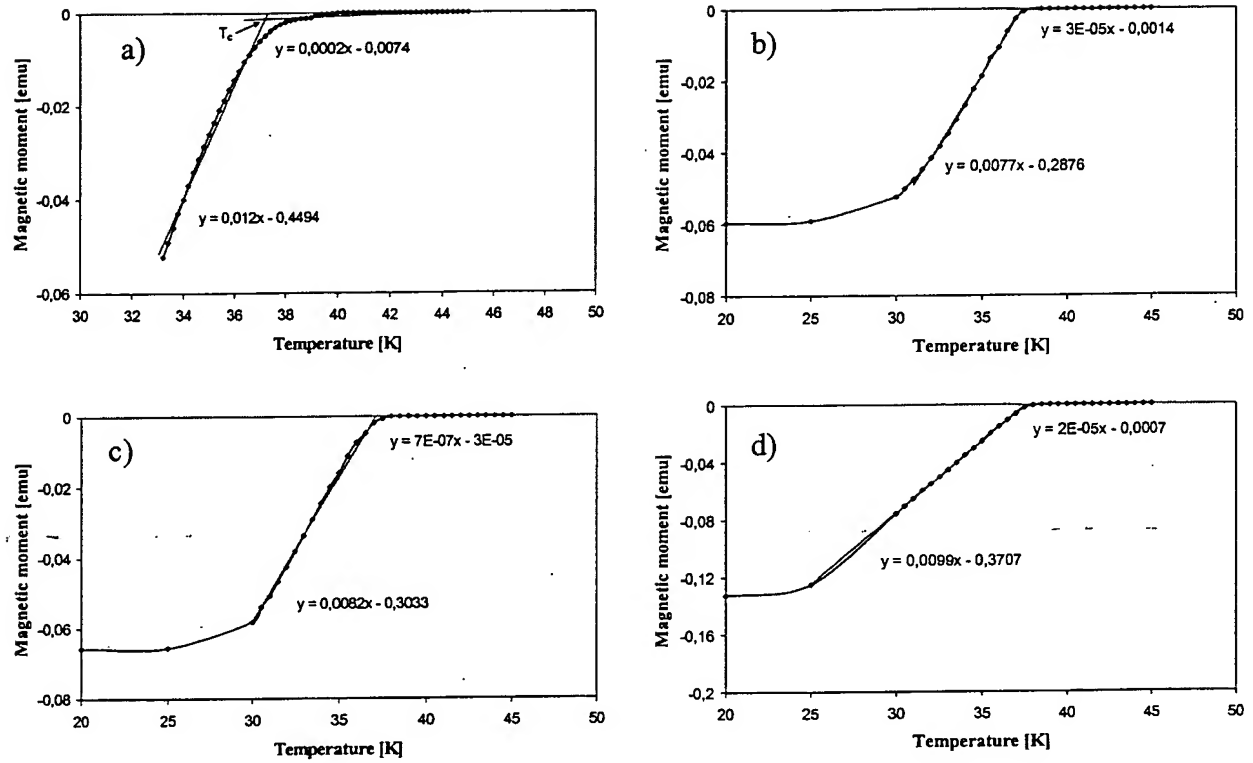 a)
0
-0,02
-0,04
-0,06
Magnetic moment [emu]
Tc
y = 0,0002x - 0,0074
y = 0,012x - 0,4494
30 32 34 36 38 40 42 44 46 48 50
Temperature [K]
b)
0
-0,02
-0,04
-0,06
-0,08
Magnetic moment [emu]
y = 3E-05x - 0,0014
y = 0,0077x - 0,2876
20 25 30 35 40 45 50
Temperature [K]
c)
0
-0,02
-0,04
-0,06
-0,08
Magnetic moment [emu]
y = 7E-07x - 3E-05
y = 0,0082x - 0,3033
20 25 30 35 40 45 50
Temperature [K]
d)
0
-0,04
-0,08
-0,12
-0,16
-0,2
Magnetic moment [emu]
y = 2E-05x - 0,0007
y = 0,0099x - 0,3707
20 25 30 35 40 45 50
Temperature [K]